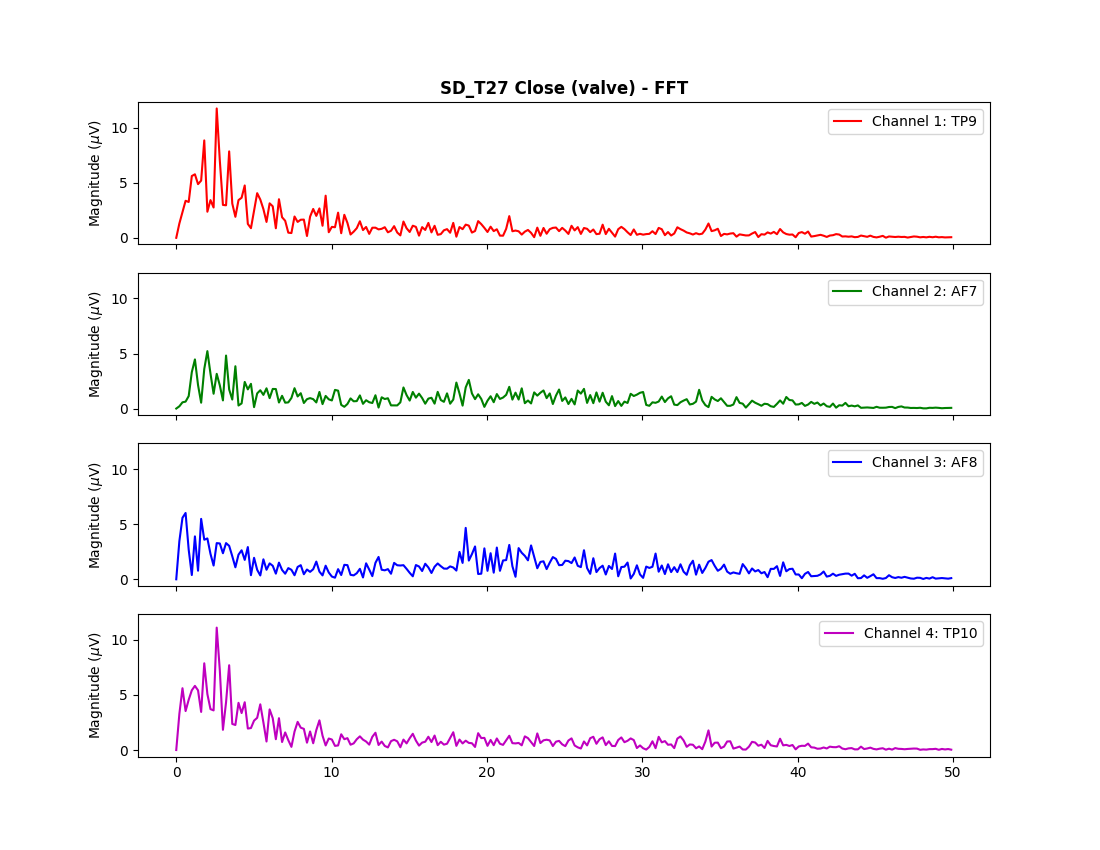 SD_T27 Close (valve) - FFT
Magnitude (μV)
10
5
0
Channel 1: TP9
Magnitude (μV)
10
5
0
Channel 2: AF7
Magnitude (μV)
10
5
0
Channel 3: AF8
Magnitude (μV)
10
5
0
Channel 4: TP10
0 10 20 30 40 50